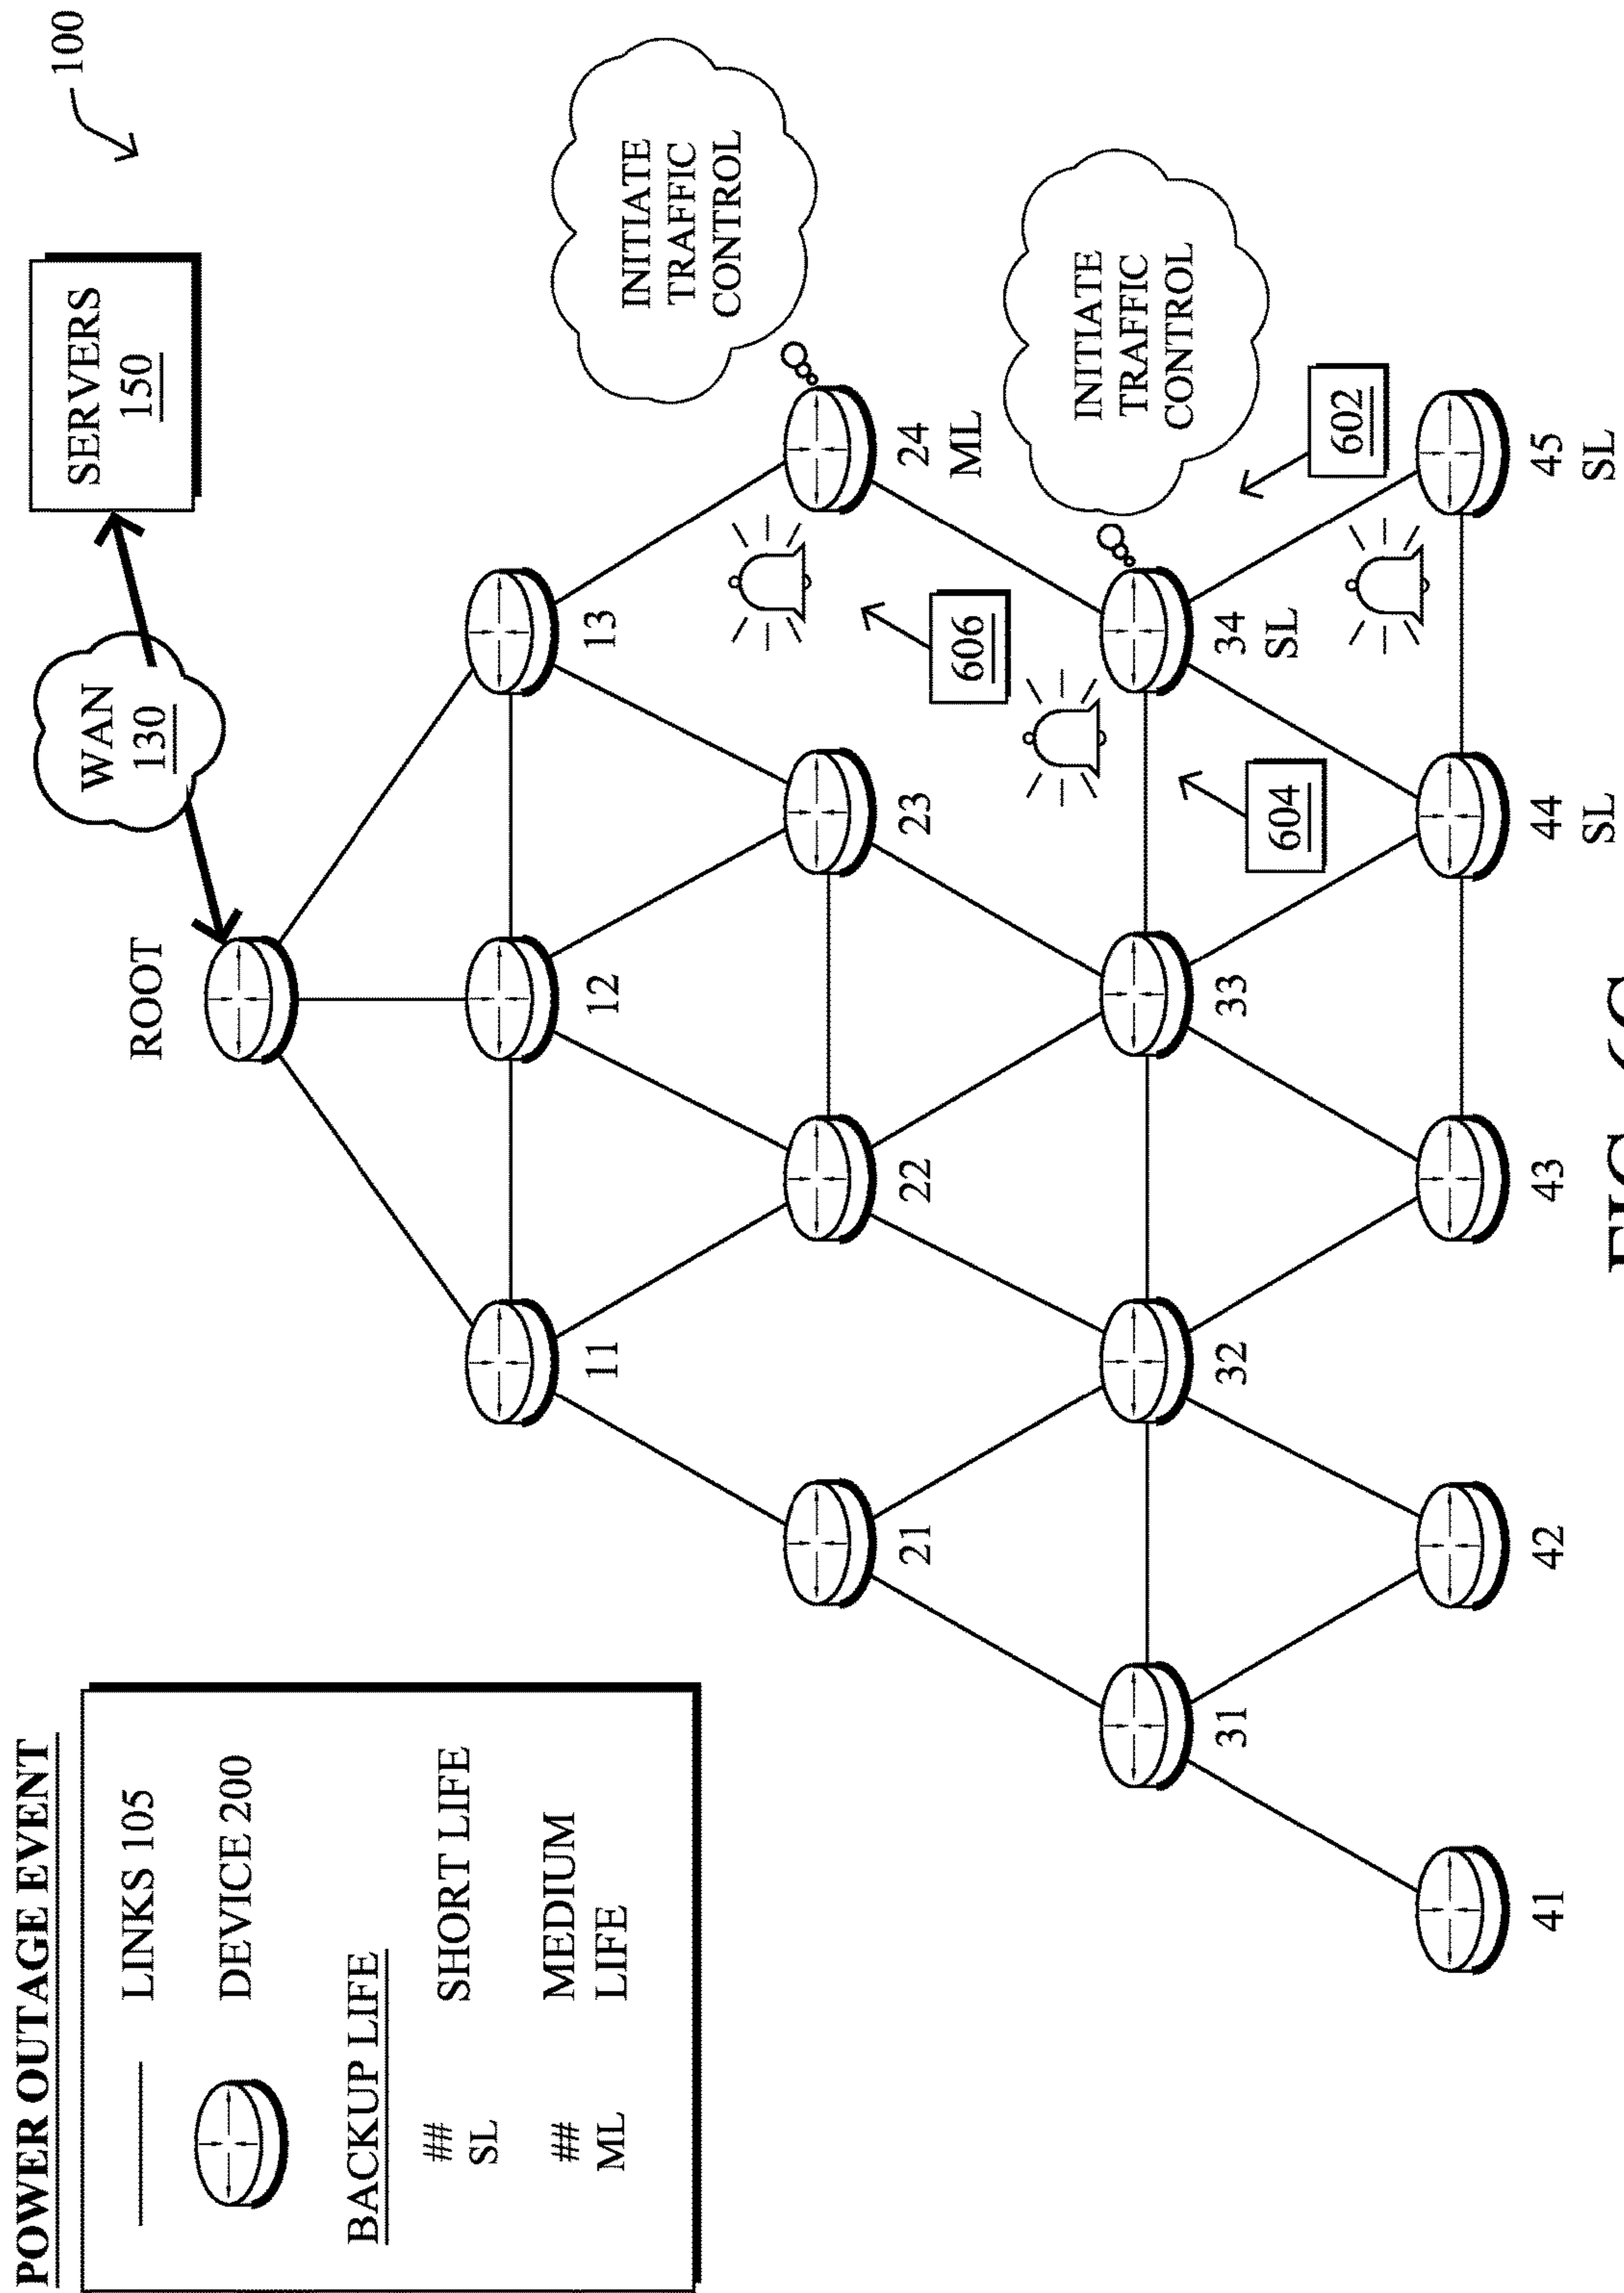 POWER OUTAGE EVENT
LINKS 105
DEVICE 200
BACKUP LIFE
##
SL
SHORT LIFE
##
ML
MEDIUM
LIFE
100
SERVERS
150
WAN
130
ROOT
11
12
13
INITIATE
TRAFFIC
CONTROL
21
22
23
24
ML
606
INITIATE
TRAFFIC
CONTROL
31
32
33
34
SL
604
602
41
42
43
44
SL
45
SL